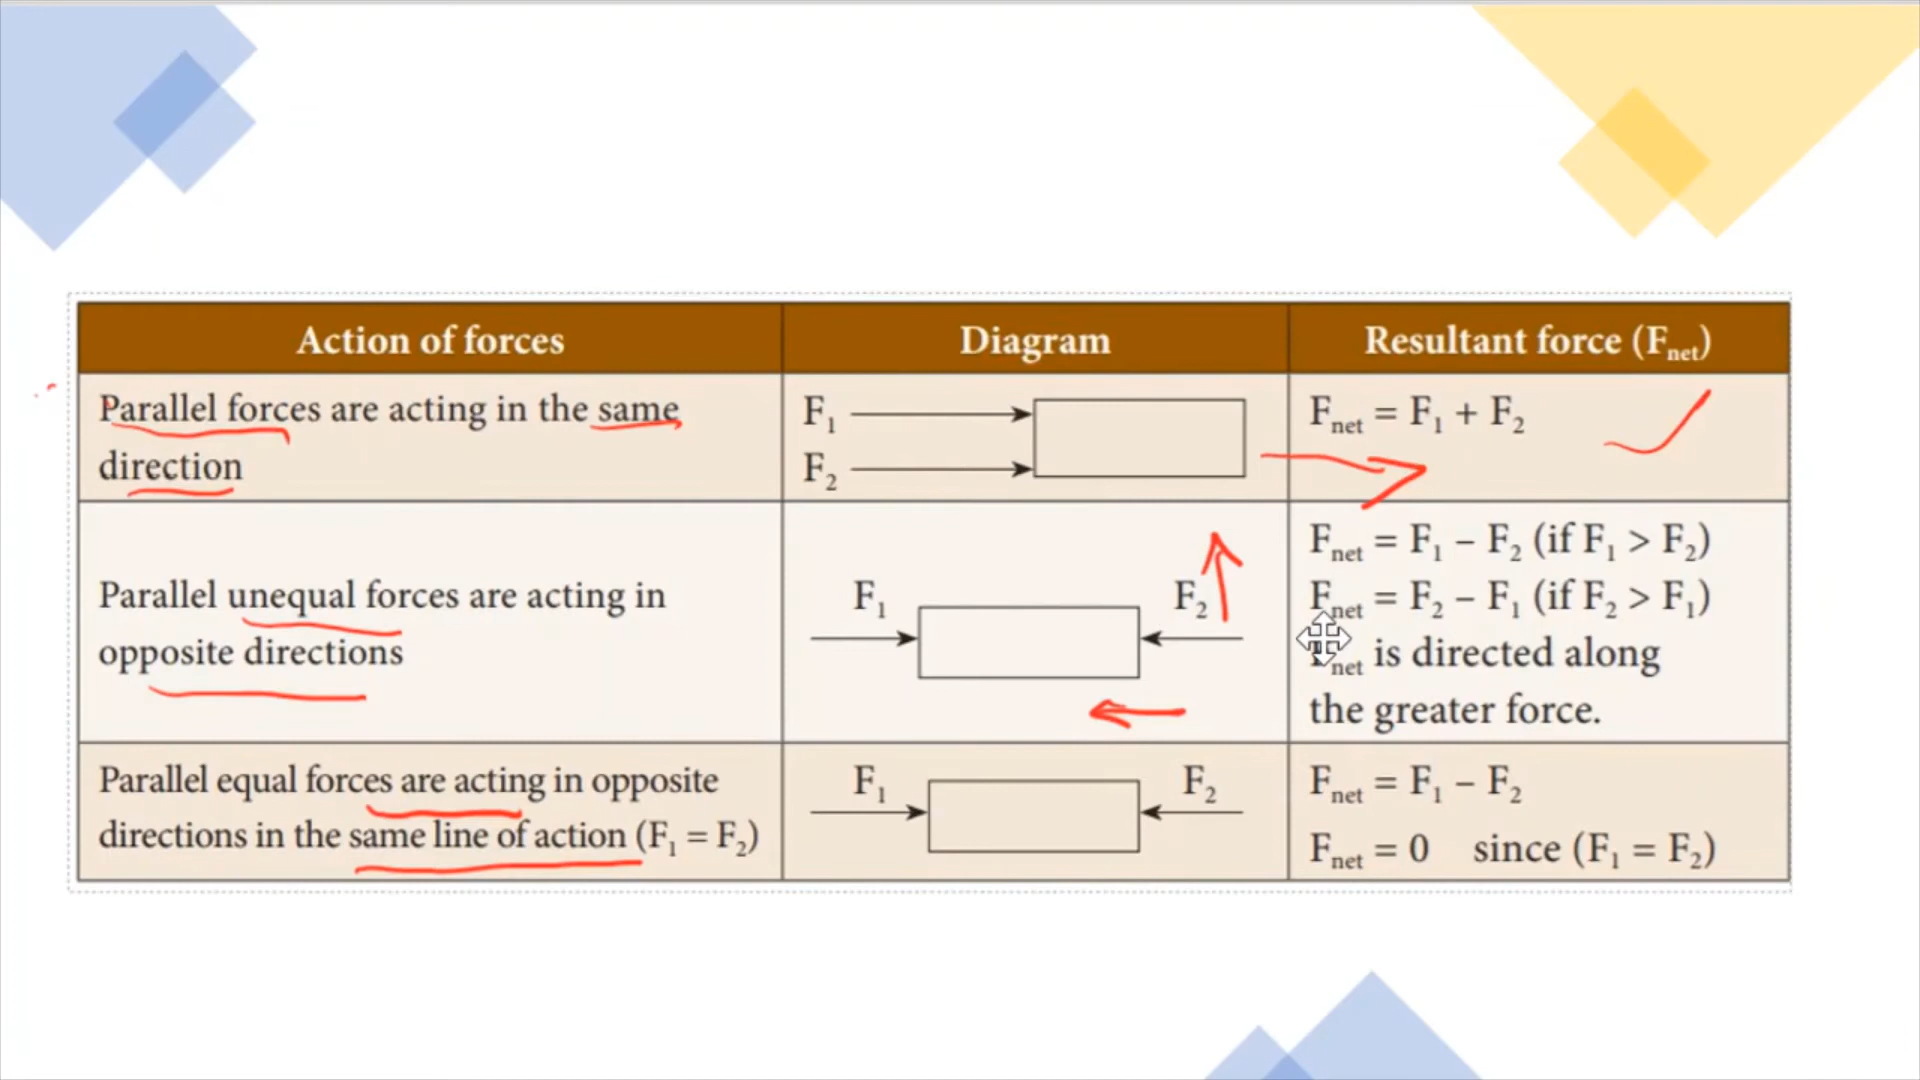 Action of forces
Diagram
Resultant force (Fnet)
Parallel forces are acting in the same
direction
F1
F2
Fnet = F1 + F2
Parallel unequal forces are acting in
opposite directions
F1
F2
Fnet = F1 – F2 (if F1 > F2)
Fnet = F2 – F1 (if F2 > F1)
Fnet is directed along
the greater force.
Parallel equal forces are acting in opposite
directions in the same line of action (F1 = F2)
F1
F2
Fnet = F1 – F2
Fnet = 0 since (F1 = F2)